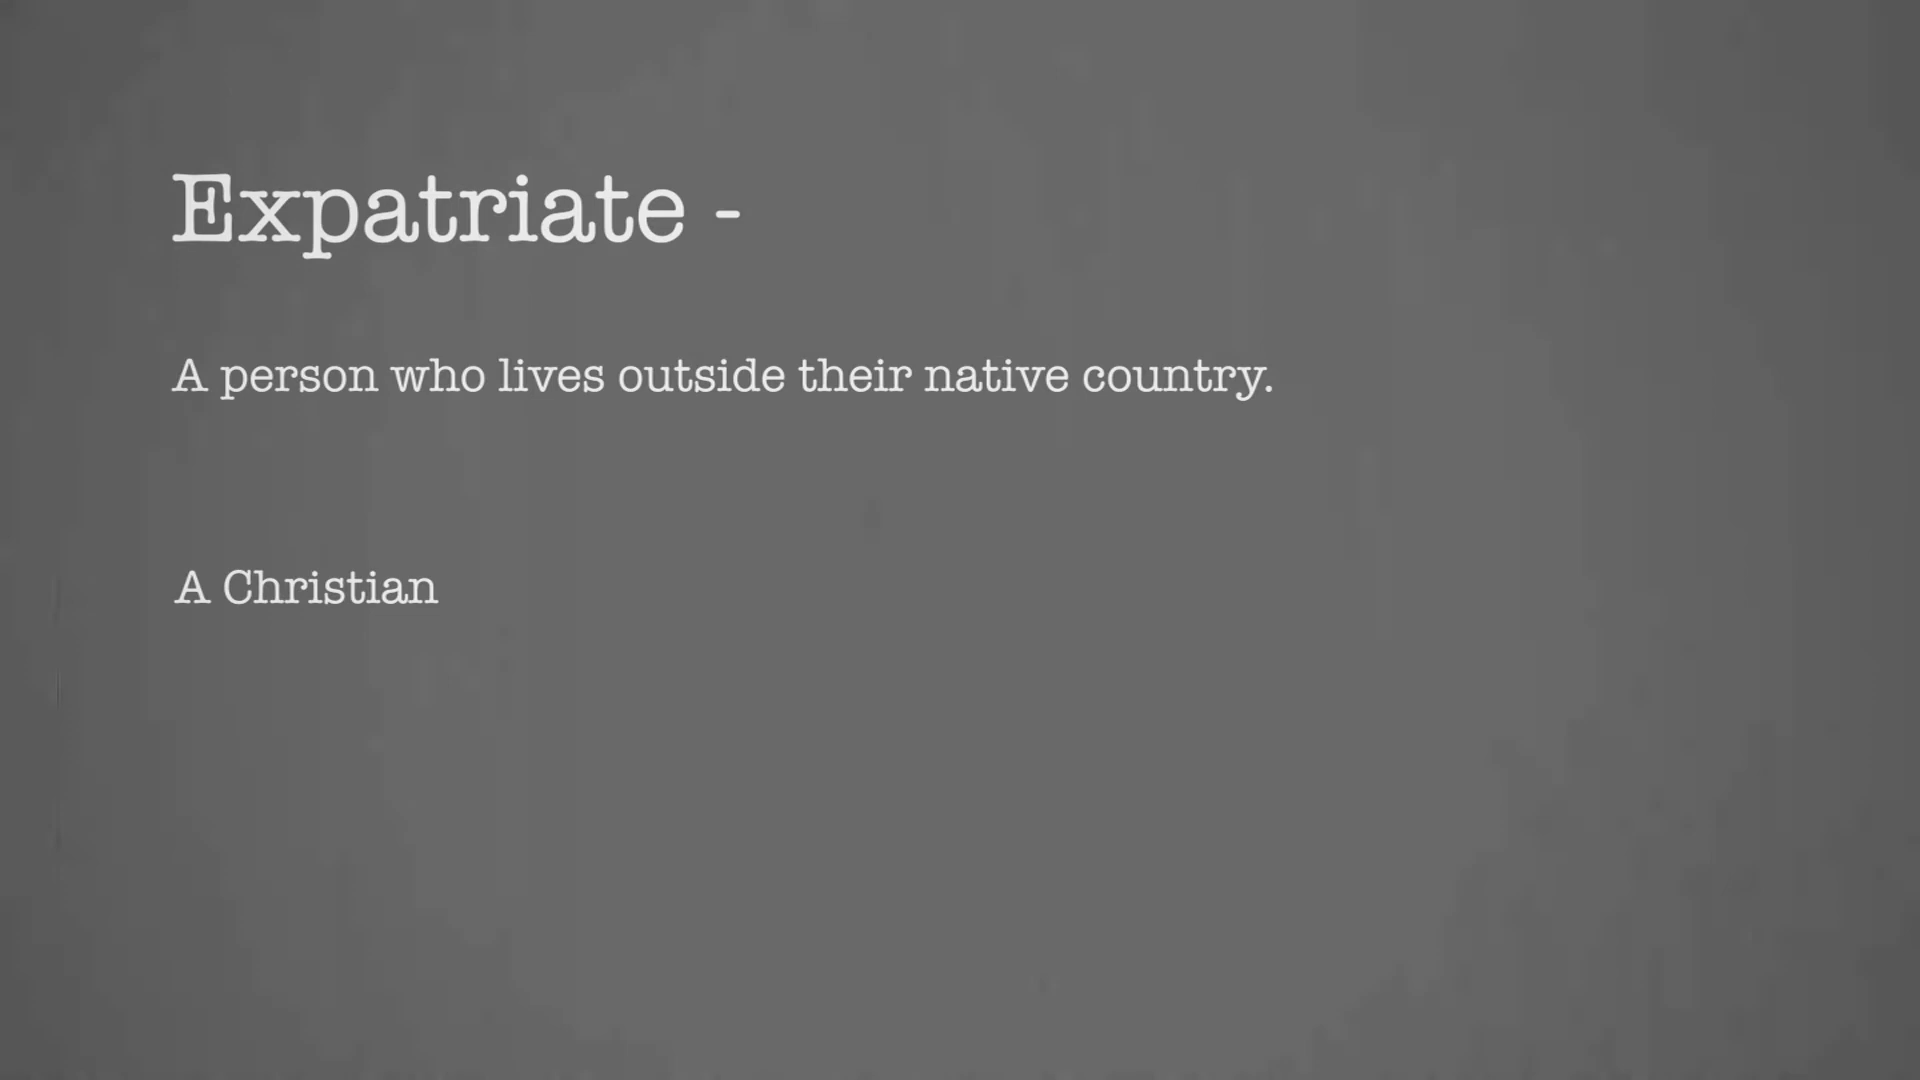 Expatriate -
A person who lives outside their native country.
A Christian